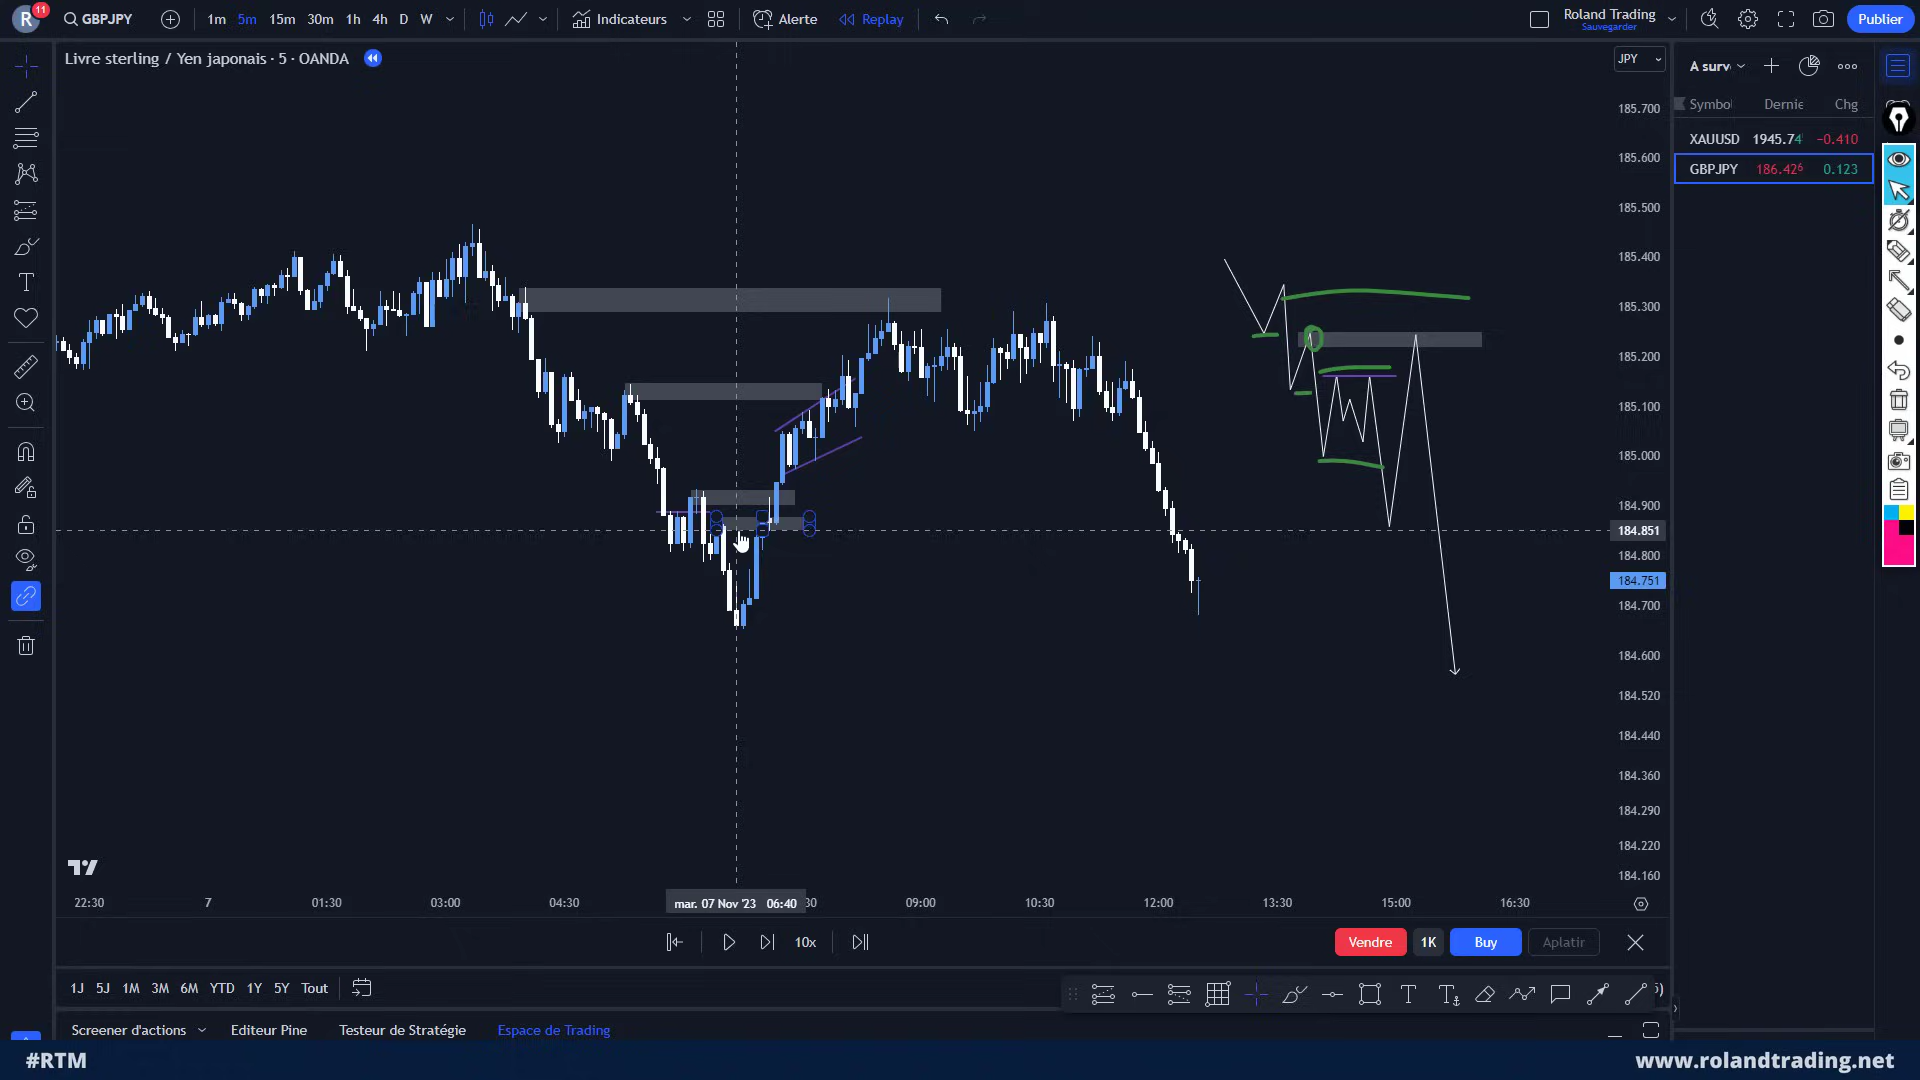 R 11 GBPJPY 1m 5m 15m 30m 1h 4h D W Indicateurs Alerte Replay Roland Trading Publier
Sauvegarder
Livre sterling / Yen japonais · 5 · OANDA
JPY
A surv
Symbol Dernie Chg
XAUUSD 1945.74 −0.410
GBPJPY 186.426 0.123
185.700
185.600
185.500
185.400
185.300
185.200
185.100
185.000
184.900
184.851
184.800
184.751
184.700
184.600
184.520
184.440
184.360
184.290
184.220
184.160
22:30 7 01:30 03:00 04:30 mar. 07 Nov '23 06:40 30 09:00 10:30 12:00 13:30 15:00 16:30
10x Vendre 1K Buy Aplatir
1J 5J 1M 3M 6M YTD 1Y 5Y Tout
Screener d'actions Editeur Pine Testeur de Stratégie Espace de Trading
#RTM www.rolandtrading.net